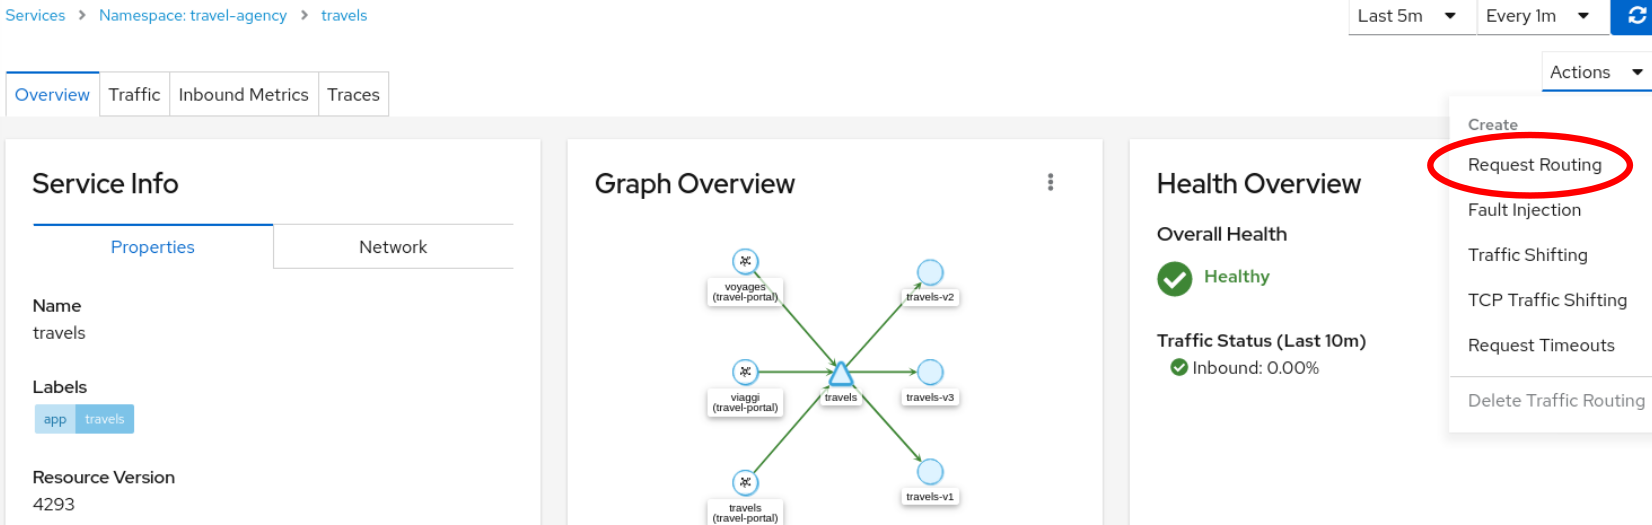 Services > Namespace: travel-agency > travels
Last 5m
Every 1m
Actions
Overview
Traffic
Inbound Metrics
Traces
Create
Request Routing
Fault Injection
Traffic Shifting
TCP Traffic Shifting
Request Timeouts
Delete Traffic Routing
Service Info
Properties
Network
Name
travels
Labels
app travels
Resource Version
4293
Graph Overview
voyages
(travel-portal)
travels-v2
viaggi
(travel-portal)
travels
travels-v3
travels
(travel-portal)
travels-v1
Health Overview
Overall Health
Healthy
Traffic Status (Last 10m)
Inbound: 0.00%